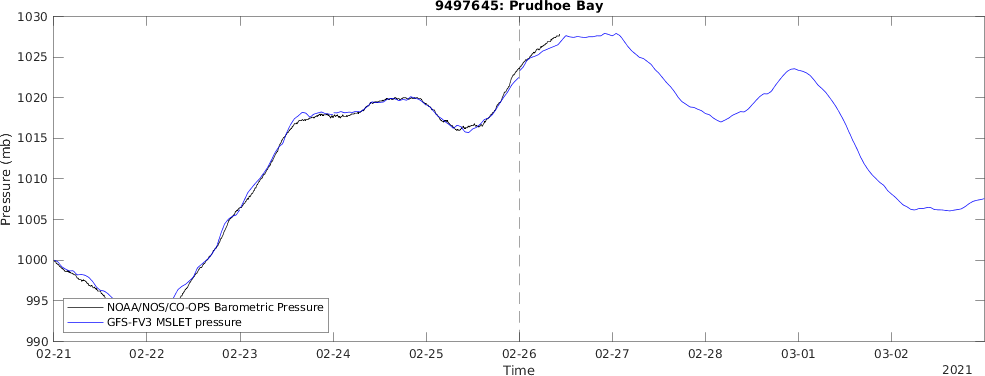 9497645: Prudhoe Bay
1030
1025
1020
1015
1010
1005
1000
995
990
Pressure (mb)
NOAA/NOS/CO-OPS Barometric Pressure
GFS-FV3 MSLET pressure
02-21 02-22 02-23 02-24 02-25 02-26 02-27 02-28 03-01 03-02
Time
2021